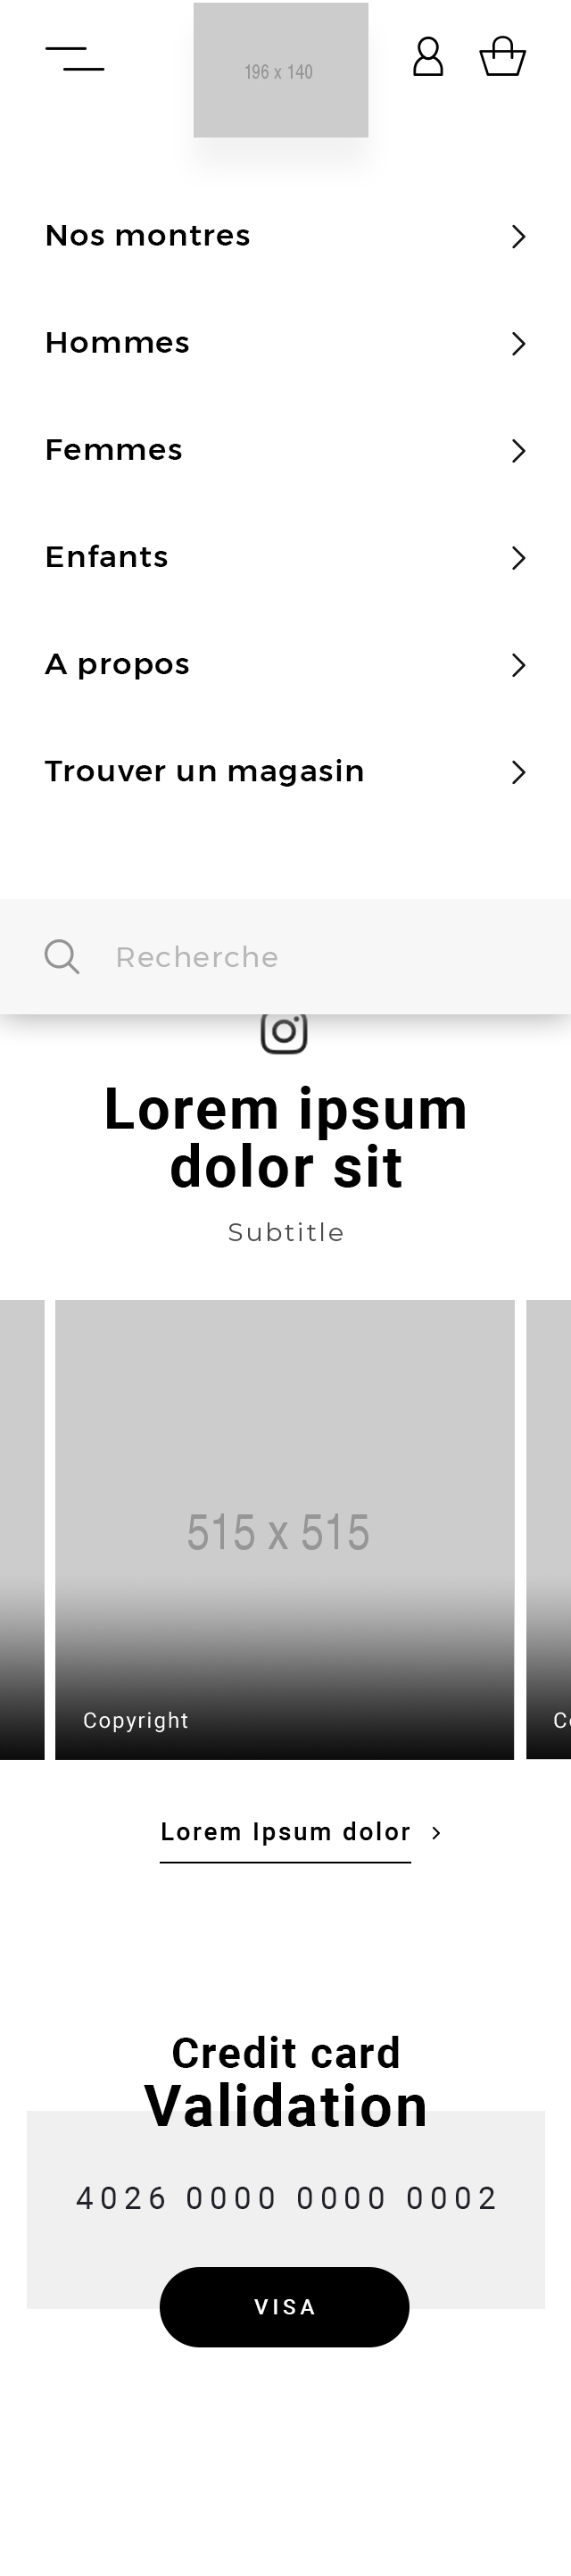 196 x 140
Nos montres
Hommes
Femmes
Enfants
A propos
Trouver un magasin
Recherche
Lorem ipsum
dolor sit
Subtitle
515 x 515
Copyright
Lorem Ipsum dolor
Credit card
Validation
4026 0000 0000 0002
VISA